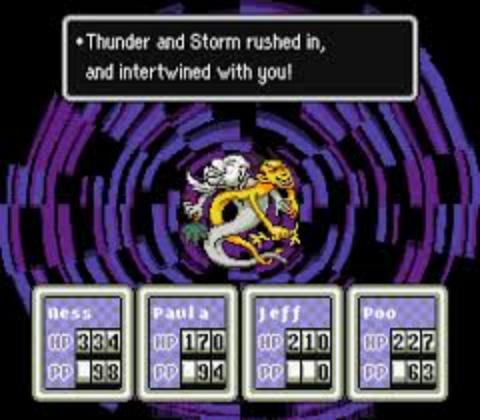 •Thunder and Storm rushed in,
and intertwined with you!
Ness Paula Jeff Poo
HP 334 HP 170 HP 210 HP 227
PP 98 PP 94 PP 0 PP 63